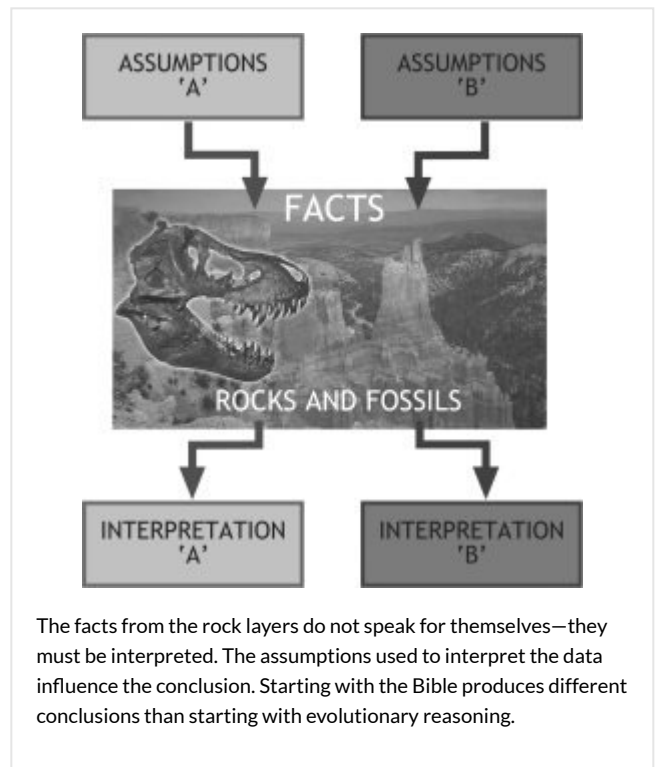 ASSUMPTIONS
'A'
ASSUMPTIONS
'B'
FACTS
ROCKS AND FOSSILS
INTERPRETATION
'A'
INTERPRETATION
'B'
The facts from the rock layers do not speak for themselves—they
must be interpreted. The assumptions used to interpret the data
influence the conclusion. Starting with the Bible produces different
conclusions than starting with evolutionary reasoning.